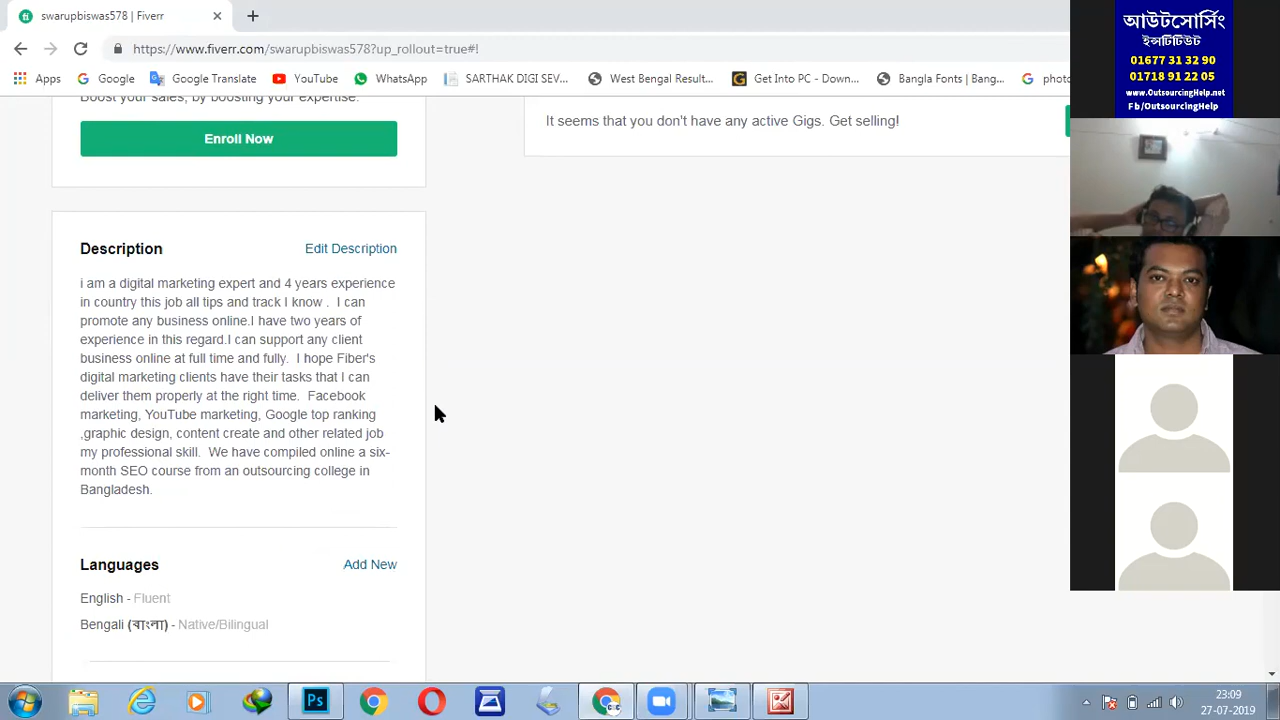 swarupbiswas578 | Fiverr
https://www.fiverr.com/swarupbiswas578?up_rollout=true#!
Apps
Google
Google Translate
YouTube
WhatsApp
SARTHAK DIGI SEV...
West Bengal Result...
Get Into PC - Down...
Bangla Fonts | Bang...
photo
আউটসোর্সিং
ইন্সটিটিউট
01677 31 32 90
01718 91 22 05
www.OutsourcingHelp.net
Fb/OutsourcingHelp
Boost your sales, by boosting your expertise.
Enroll Now
It seems that you don't have any active Gigs. Get selling!
Description
Edit Description
i am a digital marketing expert and 4 years experience
in country this job all tips and track I know . I can
promote any business online.I have two years of
experience in this regard.I can support any client
business online at full time and fully. I hope Fiber's
digital marketing clients have their tasks that I can
deliver them properly at the right time. Facebook
marketing, YouTube marketing, Google top ranking
,graphic design, content create and other related job
my professional skill. We have compiled online a six-
month SEO course from an outsourcing college in
Bangladesh.
Languages
Add New
English - Fluent
Bengali (বাংলা) - Native/Bilingual
Ps
23:09
27-07-2019